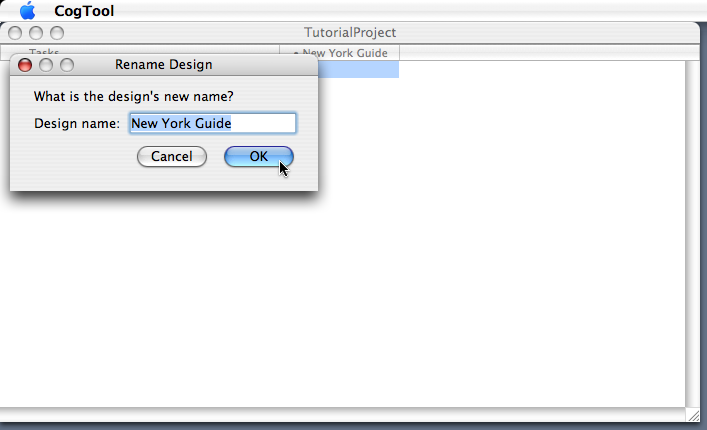 CogTool
TutorialProject
Tasks
• New York Guide
Rename Design
What is the design's new name?
Design name: New York Guide
Cancel OK